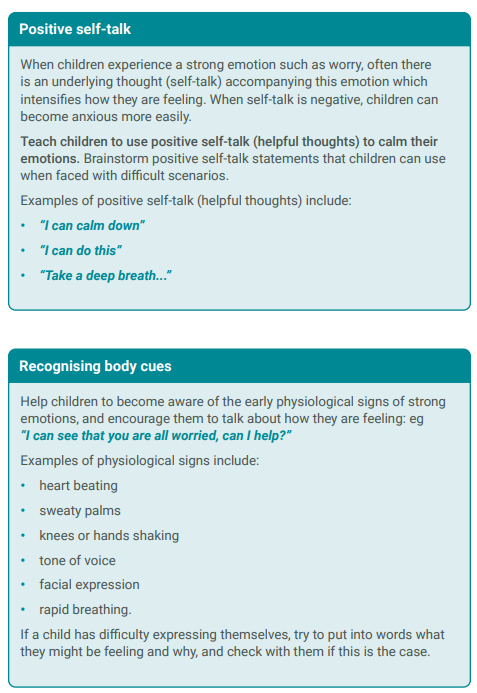 Positive self-talk
When children experience a strong emotion such as worry, often there
is an underlying thought (self-talk) accompanying this emotion which
intensifies how they are feeling. When self-talk is negative, children can
become anxious more easily.
Teach children to use positive self-talk (helpful thoughts) to calm their
emotions. Brainstorm positive self-talk statements that children can use
when faced with difficult scenarios.
Examples of positive self-talk (helpful thoughts) include:
• “I can calm down”
• “I can do this”
• “Take a deep breath...”
Recognising body cues
Help children to become aware of the early physiological signs of strong
emotions, and encourage them to talk about how they are feeling: eg
“I can see that you are all worried, can I help?”
Examples of physiological signs include:
• heart beating
• sweaty palms
• knees or hands shaking
• tone of voice
• facial expression
• rapid breathing.
If a child has difficulty expressing themselves, try to put into words what
they might be feeling and why, and check with them if this is the case.